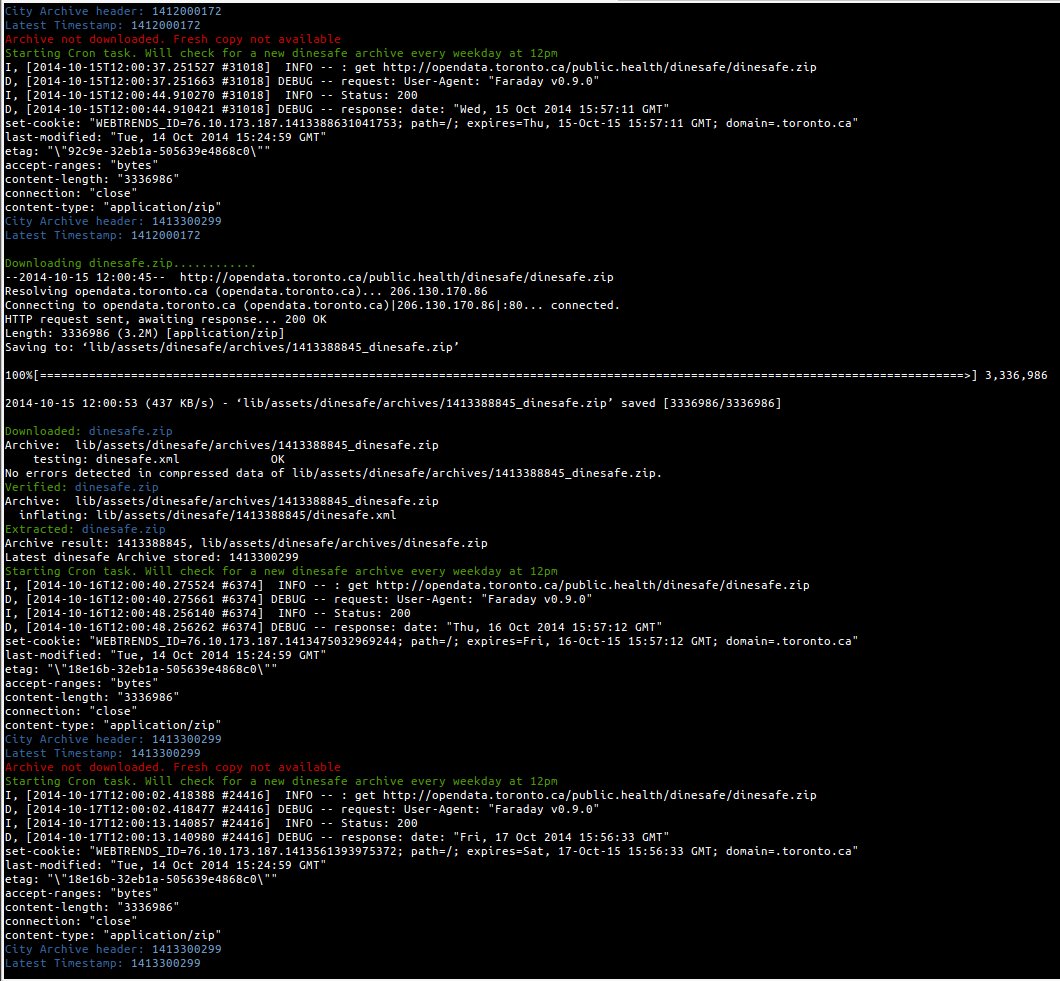 City Archive header: 1412000172
Latest Timestamp: 1412000172
Archive not downloaded. Fresh copy not available
Starting Cron task. Will check for a new dinesafe archive every weekday at 12pm
I, [2014-10-15T12:00:37.251527 #31018]  INFO -- : get http://opendata.toronto.ca/public.health/dinesafe/dinesafe.zip
D, [2014-10-15T12:00:37.251663 #31018] DEBUG -- request: User-Agent: "Faraday v0.9.0"
I, [2014-10-15T12:00:44.910270 #31018]  INFO -- Status: 200
D, [2014-10-15T12:00:44.910421 #31018] DEBUG -- response: date: "Wed, 15 Oct 2014 15:57:11 GMT"
set-cookie: "WEBTRENDS_ID=76.10.173.187.1413388631041753; path=/; expires=Thu, 15-Oct-15 15:57:11 GMT; domain=.toronto.ca"
last-modified: "Tue, 14 Oct 2014 15:24:59 GMT"
etag: "\"92c9e-32eb1a-505639e4868c0\""
accept-ranges: "bytes"
content-length: "3336986"
connection: "close"
content-type: "application/zip"
City Archive header: 1413300299
Latest Timestamp: 1412000172
Downloading dinesafe.zip............
--2014-10-15 12:00:45--  http://opendata.toronto.ca/public.health/dinesafe/dinesafe.zip
Resolving opendata.toronto.ca (opendata.toronto.ca)... 206.130.170.86
Connecting to opendata.toronto.ca (opendata.toronto.ca)|206.130.170.86|:80... connected.
HTTP request sent, awaiting response... 200 OK
Length: 3336986 (3.2M) [application/zip]
Saving to: ‘lib/assets/dinesafe/archives/1413388845_dinesafe.zip’
100%[====================================================================================================================================>] 3,336,986
2014-10-15 12:00:53 (437 KB/s) - ‘lib/assets/dinesafe/archives/1413388845_dinesafe.zip’ saved [3336986/3336986]
Downloaded: dinesafe.zip
Archive:  lib/assets/dinesafe/archives/1413388845_dinesafe.zip
    testing: dinesafe.xml             OK
No errors detected in compressed data of lib/assets/dinesafe/archives/1413388845_dinesafe.zip.
Verified: dinesafe.zip
Archive:  lib/assets/dinesafe/archives/1413388845_dinesafe.zip
  inflating: lib/assets/dinesafe/1413388845/dinesafe.xml
Extracted: dinesafe.zip
Archive result: 1413388845, lib/assets/dinesafe/archives/dinesafe.zip
Latest dinesafe Archive stored: 1413300299
Starting Cron task. Will check for a new dinesafe archive every weekday at 12pm
I, [2014-10-16T12:00:40.275524 #6374]  INFO -- : get http://opendata.toronto.ca/public.health/dinesafe/dinesafe.zip
D, [2014-10-16T12:00:40.275661 #6374] DEBUG -- request: User-Agent: "Faraday v0.9.0"
I, [2014-10-16T12:00:48.256140 #6374]  INFO -- Status: 200
D, [2014-10-16T12:00:48.256262 #6374] DEBUG -- response: date: "Thu, 16 Oct 2014 15:57:12 GMT"
set-cookie: "WEBTRENDS_ID=76.10.173.187.1413475032969244; path=/; expires=Fri, 16-Oct-15 15:57:12 GMT; domain=.toronto.ca"
last-modified: "Tue, 14 Oct 2014 15:24:59 GMT"
etag: "\"18e16b-32eb1a-505639e4868c0\""
accept-ranges: "bytes"
content-length: "3336986"
connection: "close"
content-type: "application/zip"
City Archive header: 1413300299
Latest Timestamp: 1413300299
Archive not downloaded. Fresh copy not available
Starting Cron task. Will check for a new dinesafe archive every weekday at 12pm
I, [2014-10-17T12:00:02.418388 #24416]  INFO -- : get http://opendata.toronto.ca/public.health/dinesafe/dinesafe.zip
D, [2014-10-17T12:00:02.418477 #24416] DEBUG -- request: User-Agent: "Faraday v0.9.0"
I, [2014-10-17T12:00:13.140857 #24416]  INFO -- Status: 200
D, [2014-10-17T12:00:13.140980 #24416] DEBUG -- response: date: "Fri, 17 Oct 2014 15:56:33 GMT"
set-cookie: "WEBTRENDS_ID=76.10.173.187.1413561393975372; path=/; expires=Sat, 17-Oct-15 15:56:33 GMT; domain=.toronto.ca"
last-modified: "Tue, 14 Oct 2014 15:24:59 GMT"
etag: "\"18e16b-32eb1a-505639e4868c0\""
accept-ranges: "bytes"
content-length: "3336986"
connection: "close"
content-type: "application/zip"
City Archive header: 1413300299
Latest Timestamp: 1413300299